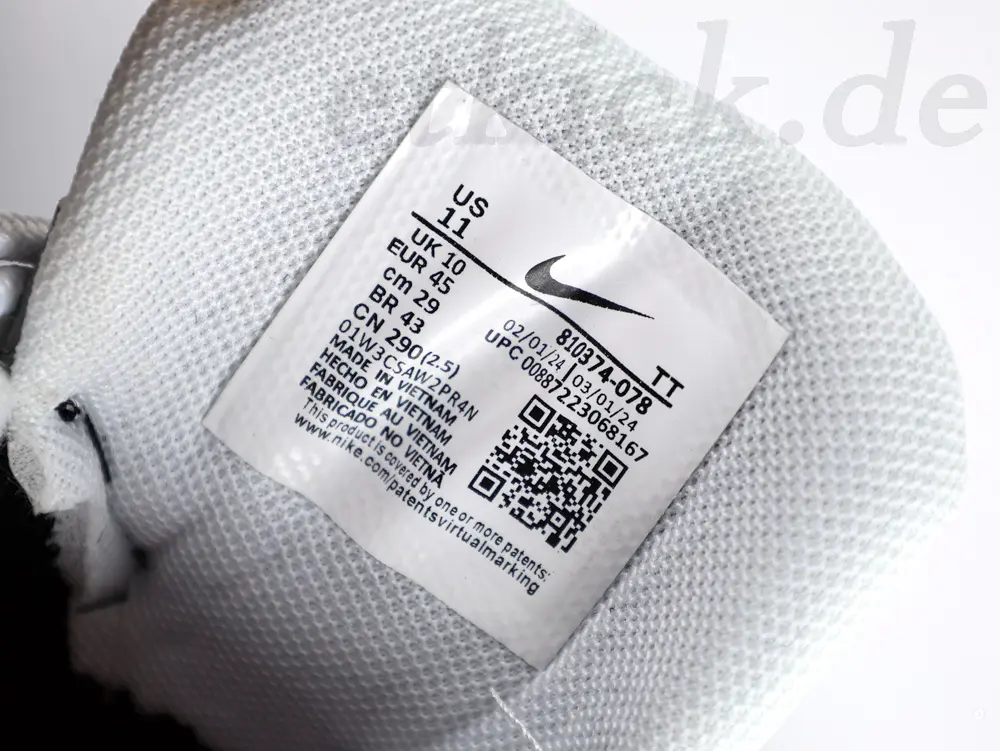 US
11
UK 10
EUR 45
cm 29
BR 43
CN 290 (2.5)
01W3CSAW2PR4N
MADE IN VIETNAM
HECHO EN VIETNAM
FABRIQUE AU VIETNAM
FABRICADO NO VIETNÃ
This product is covered by one or more patents:
www.nike.com/patentsvirtualmarking
TT
810374-078
02/01/24 | 03/01/24
UPC 00887223068167
k.de